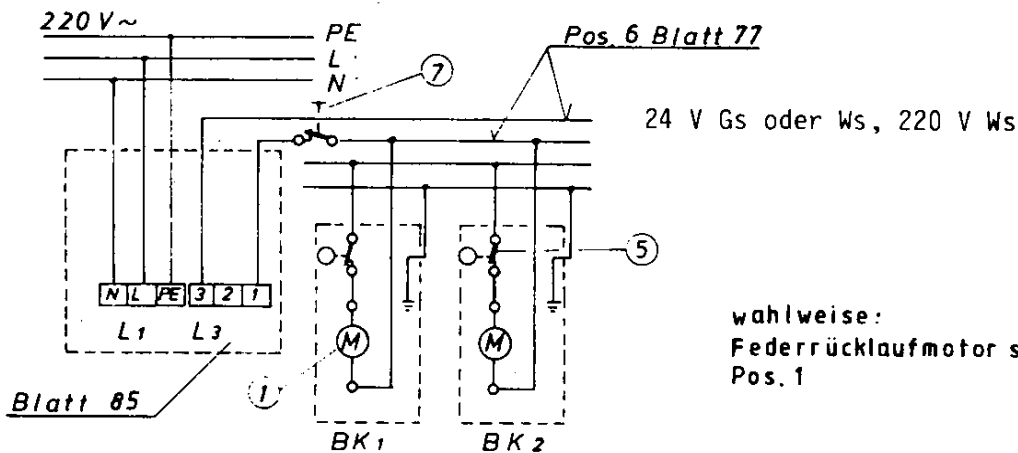 220 V~
PE
L
N
7
Pos. 6 Blatt 77
24 V Gs oder Ws, 220 V Ws
5
N L PE 3 2 1
L1 L3
M M
1
wahlweise:
Federrücklaufmotor s
Pos. 1
Blatt 85
BK1 BK2